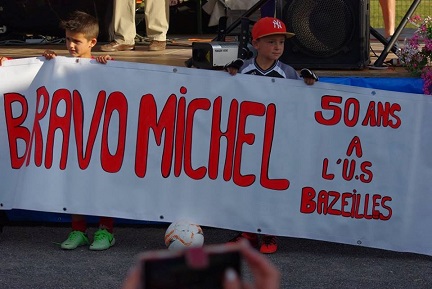 BRAVO MICHEL
50 ANS
A
L'U.S
BAZEILLES